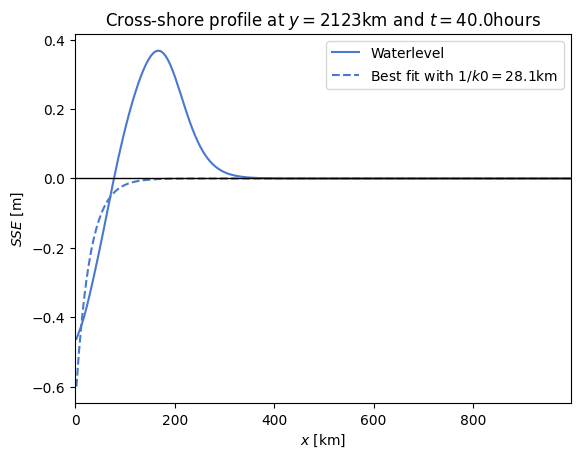 Cross-shore profile at y = 2123km and t = 40.0hours
0.4
0.2
0.0
−0.2
−0.4
−0.6
SSE [m]
Waterlevel
Best fit with 1/k0 = 28.1km
0 200 400 600 800
x [km]